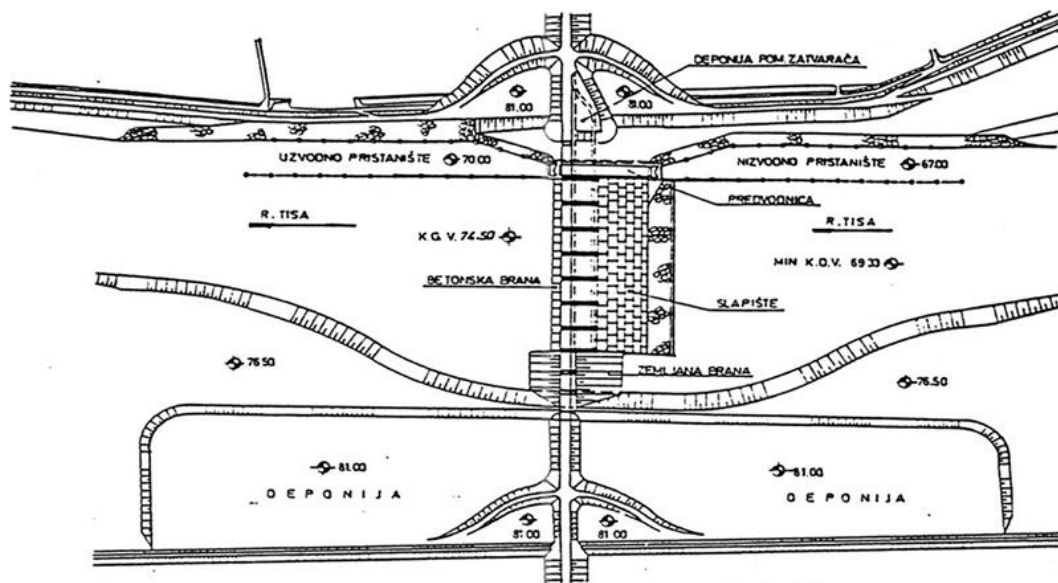 DEPONIJA POM. ZATVARAČA
81.00
81.00
UZVODNO PRISTANIŠTE 70.00
NIZVODNO PRISTANIŠTE 67.00
PREDVODNICA
R. TISA
R. TISA
K.G.V. 74.50
MIN K.D.V. 69 33
BETONSKA BRANA
SLAPIŠTE
76.50
ZEMLJANA BRANA
76.50
81.00
81.00
DEPONIJA
DEPONIJA
81.00
81.00